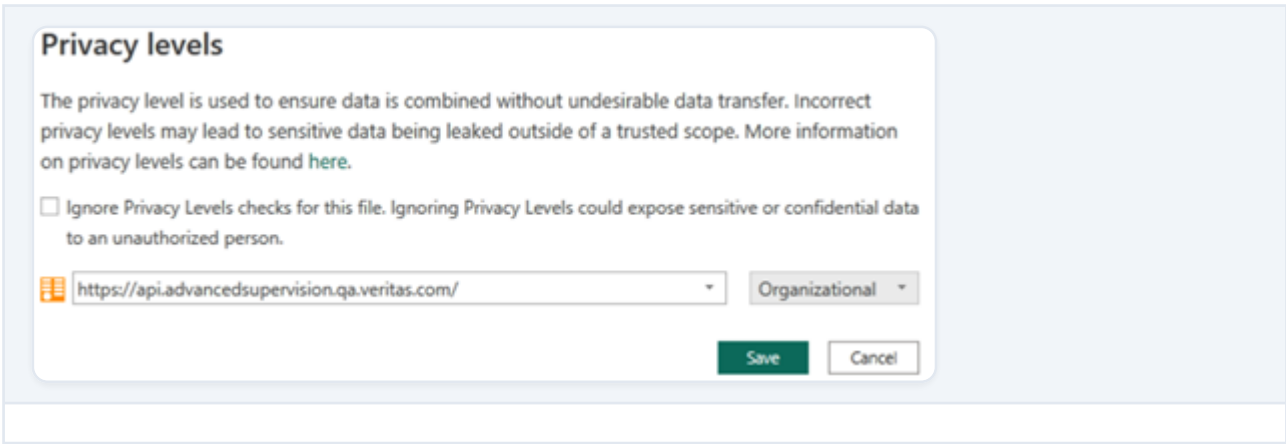 Privacy levels
The privacy level is used to ensure data is combined without undesirable data transfer. Incorrect
privacy levels may lead to sensitive data being leaked outside of a trusted scope. More information
on privacy levels can be found here.
Ignore Privacy Levels checks for this file. Ignoring Privacy Levels could expose sensitive or confidential data
to an unauthorized person.
https://api.advancedsupervision.qa.veritas.com/ Organizational
Save Cancel